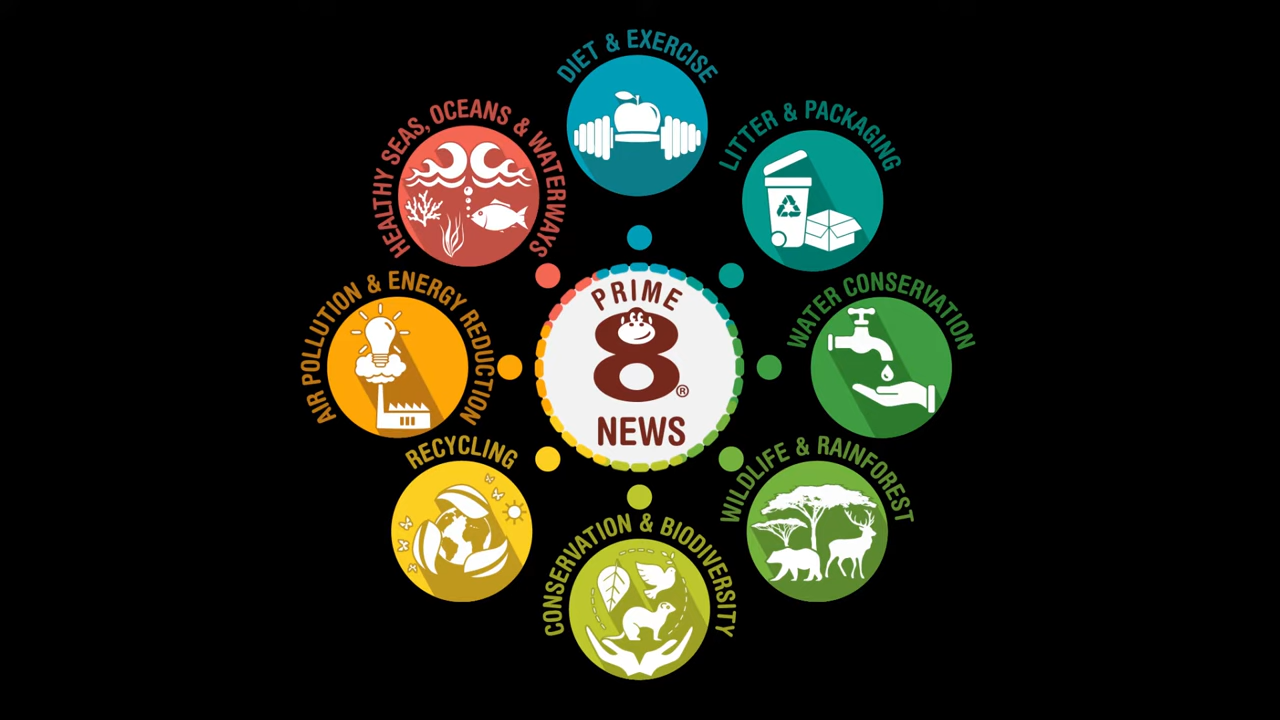 DIET & EXERCISE
LITTER & PACKAGING
WATER CONSERVATION
WILDLIFE & RAINFOREST
CONSERVATION & BIODIVERSITY
RECYCLING
AIR POLLUTION & ENERGY REDUCTION
HEALTHY SEAS, OCEANS & WATERWAYS
PRIME
8®
NEWS